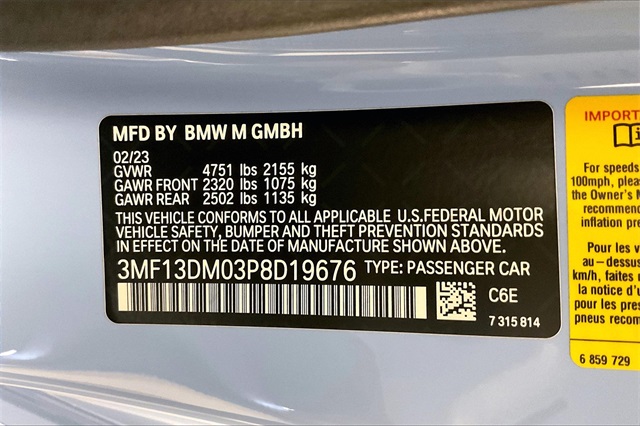 MFD BY BMW M GMBH
02/23
GVWR 4751 lbs 2155 kg
GAWR FRONT 2320 lbs 1075 kg
GAWR REAR 2502 lbs 1135 kg
THIS VEHICLE CONFORMS TO ALL APPLICABLE U.S.FEDERAL MOTOR
VEHICLE SAFETY, BUMPER AND THEFT PREVENTION STANDARDS
IN EFFECT ON THE DATE OF MANUFACTURE SHOWN ABOVE.
3MF13DM03P8D19676 TYPE: PASSENGER CAR
C6E
7 315 814
IMPORT
For speeds
100mph, plea
the Owner's M
recommen
inflation pre
Pour les v
au-dessus
km/h, faites
la notice d'u
pour les pres
pneus recom
6 859 729